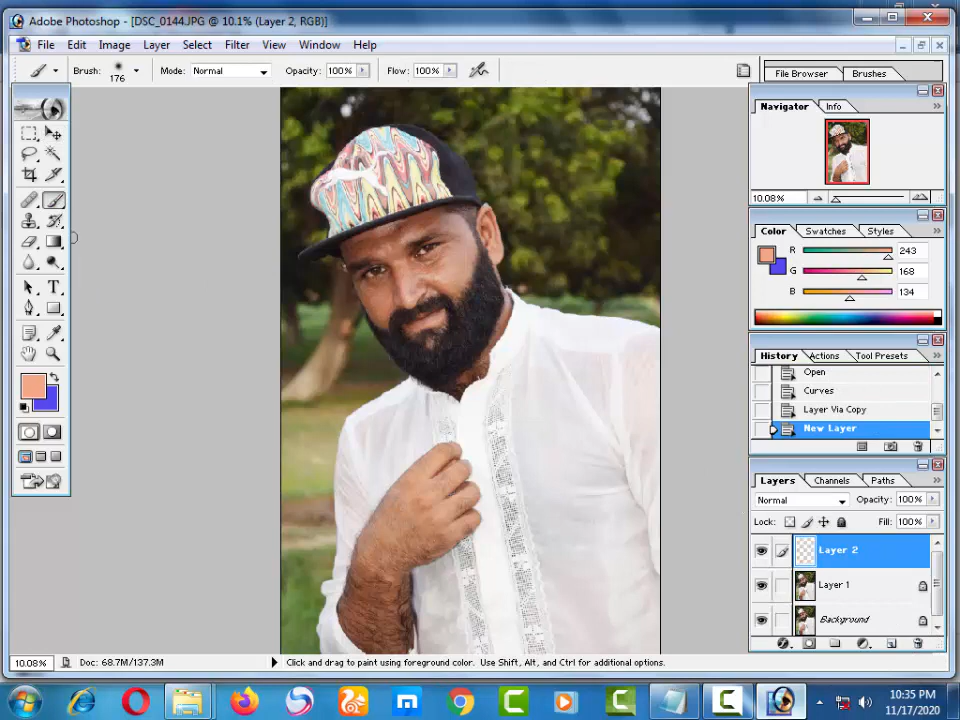 Adobe Photoshop - [DSC_0144.JPG @ 10.1% (Layer 2, RGB)]
File Edit Image Layer Select Filter View Window Help
Brush: 176 Mode: Normal Opacity: 100% Flow: 100% File Browser Brushes
Navigator Info
10.08%
Color Swatches Styles
R 243
G 168
B 134
History Actions Tool Presets
Open
Curves
Layer Via Copy
New Layer
Layers Channels Paths
Normal Opacity: 100%
Lock: Fill: 100%
Layer 2
Layer 1
Background
10.08% Doc: 68.7M/137.3M Click and drag to paint using foreground color. Use Shift, Alt, and Ctrl for additional options.
10:35 PM
11/17/2020